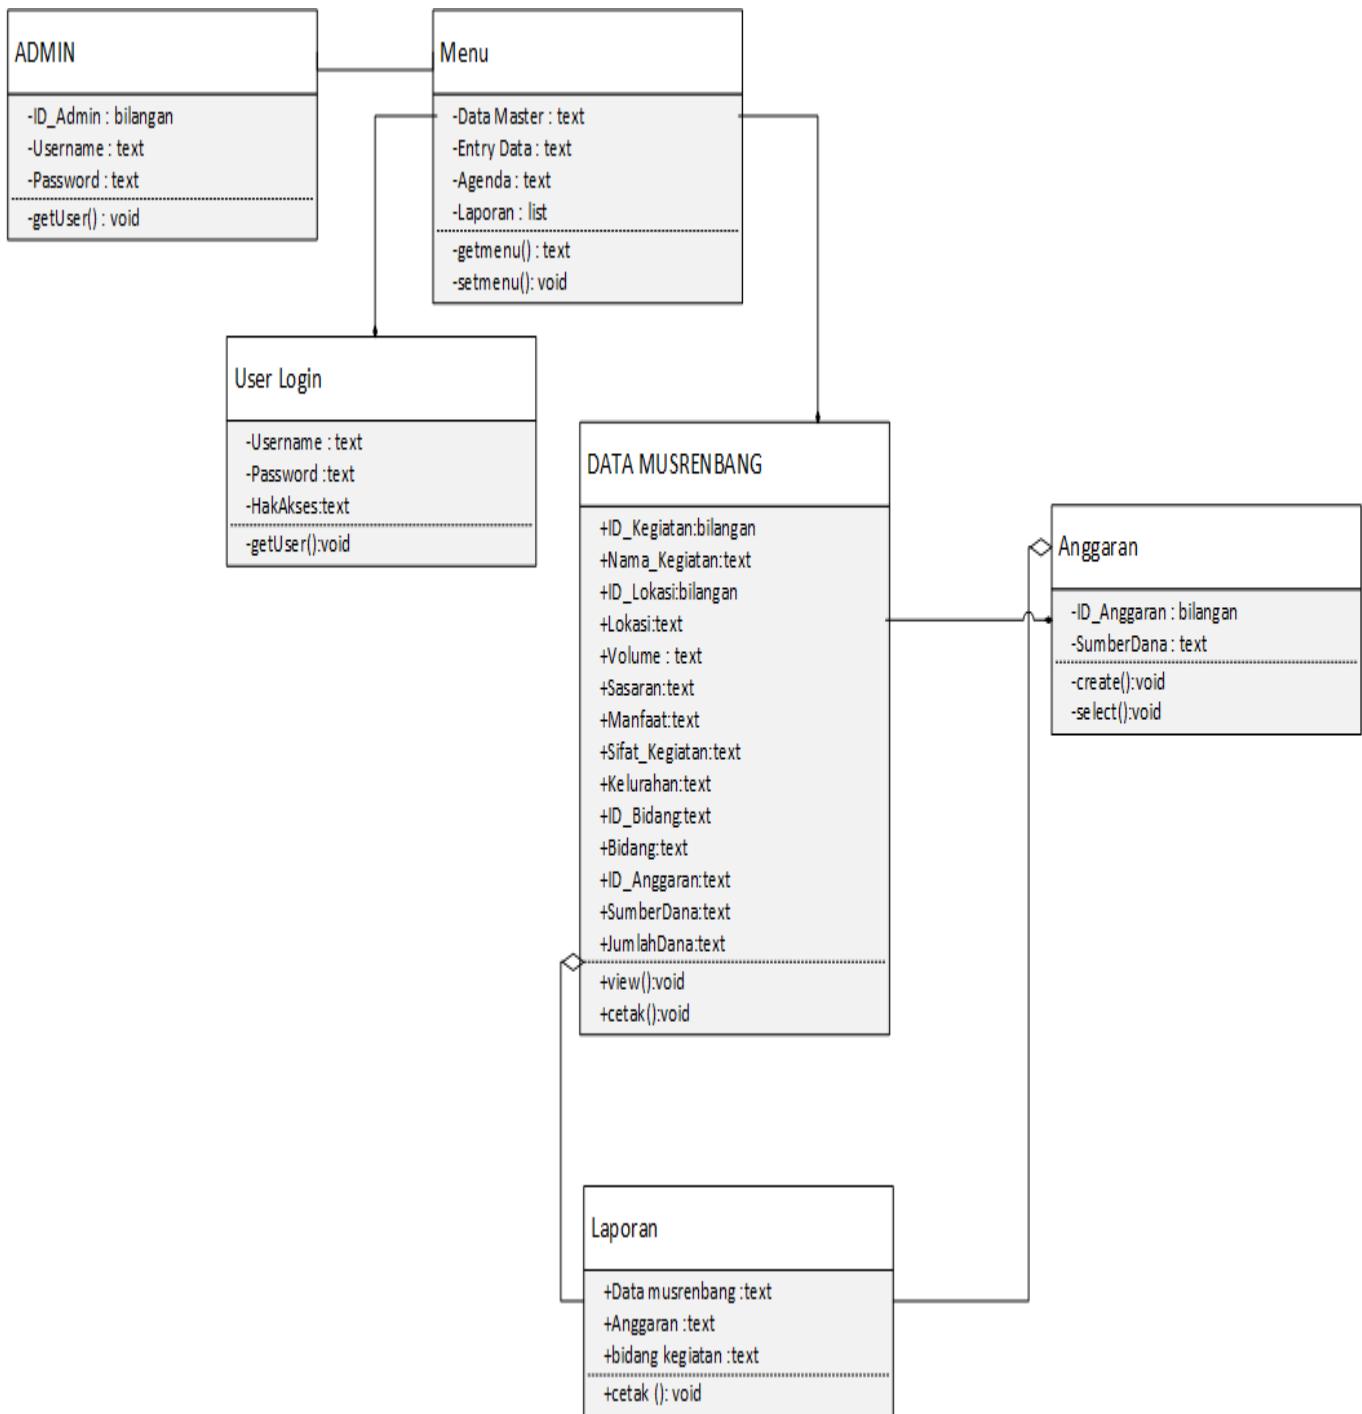 ADMIN
-ID_Admin : bilangan
-Username : text
-Password : text
-getUser() : void
Menu
-Data Master : text
-Entry Data : text
-Agenda : text
-Laporan : list
-getmenu() : text
-setmenu(): void
User Login
-Username : text
-Password :text
-HakAkses:text
-getUser():void
DATA MUSRENBANG
+ID_Kegiatan:bilangan
+Nama_Kegiatan:text
+ID_Lokasi:bilangan
+Lokasi:text
+Volume : text
+Sasaran:text
+Manfaat:text
+Sifat_Kegiatan:text
+Kelurahan:text
+ID_Bidang:text
+Bidang:text
+ID_Anggaran:text
+SumberDana:text
+JumlahDana:text
+view():void
+cetak():void
Anggaran
-ID_Anggaran : bilangan
-SumberDana : text
-create():void
-select():void
Laporan
+Data musrenbang :text
+Anggaran :text
+bidang kegiatan :text
+cetak (): void